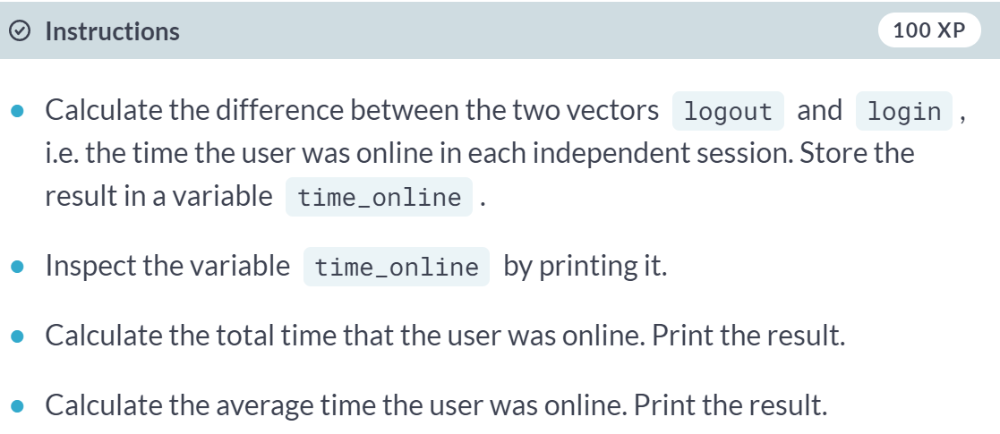 Instructions 100 XP
Calculate the difference between the two vectors logout and login ,
i.e. the time the user was online in each independent session. Store the
result in a variable time_online .
Inspect the variable time_online by printing it.
Calculate the total time that the user was online. Print the result.
Calculate the average time the user was online. Print the result.